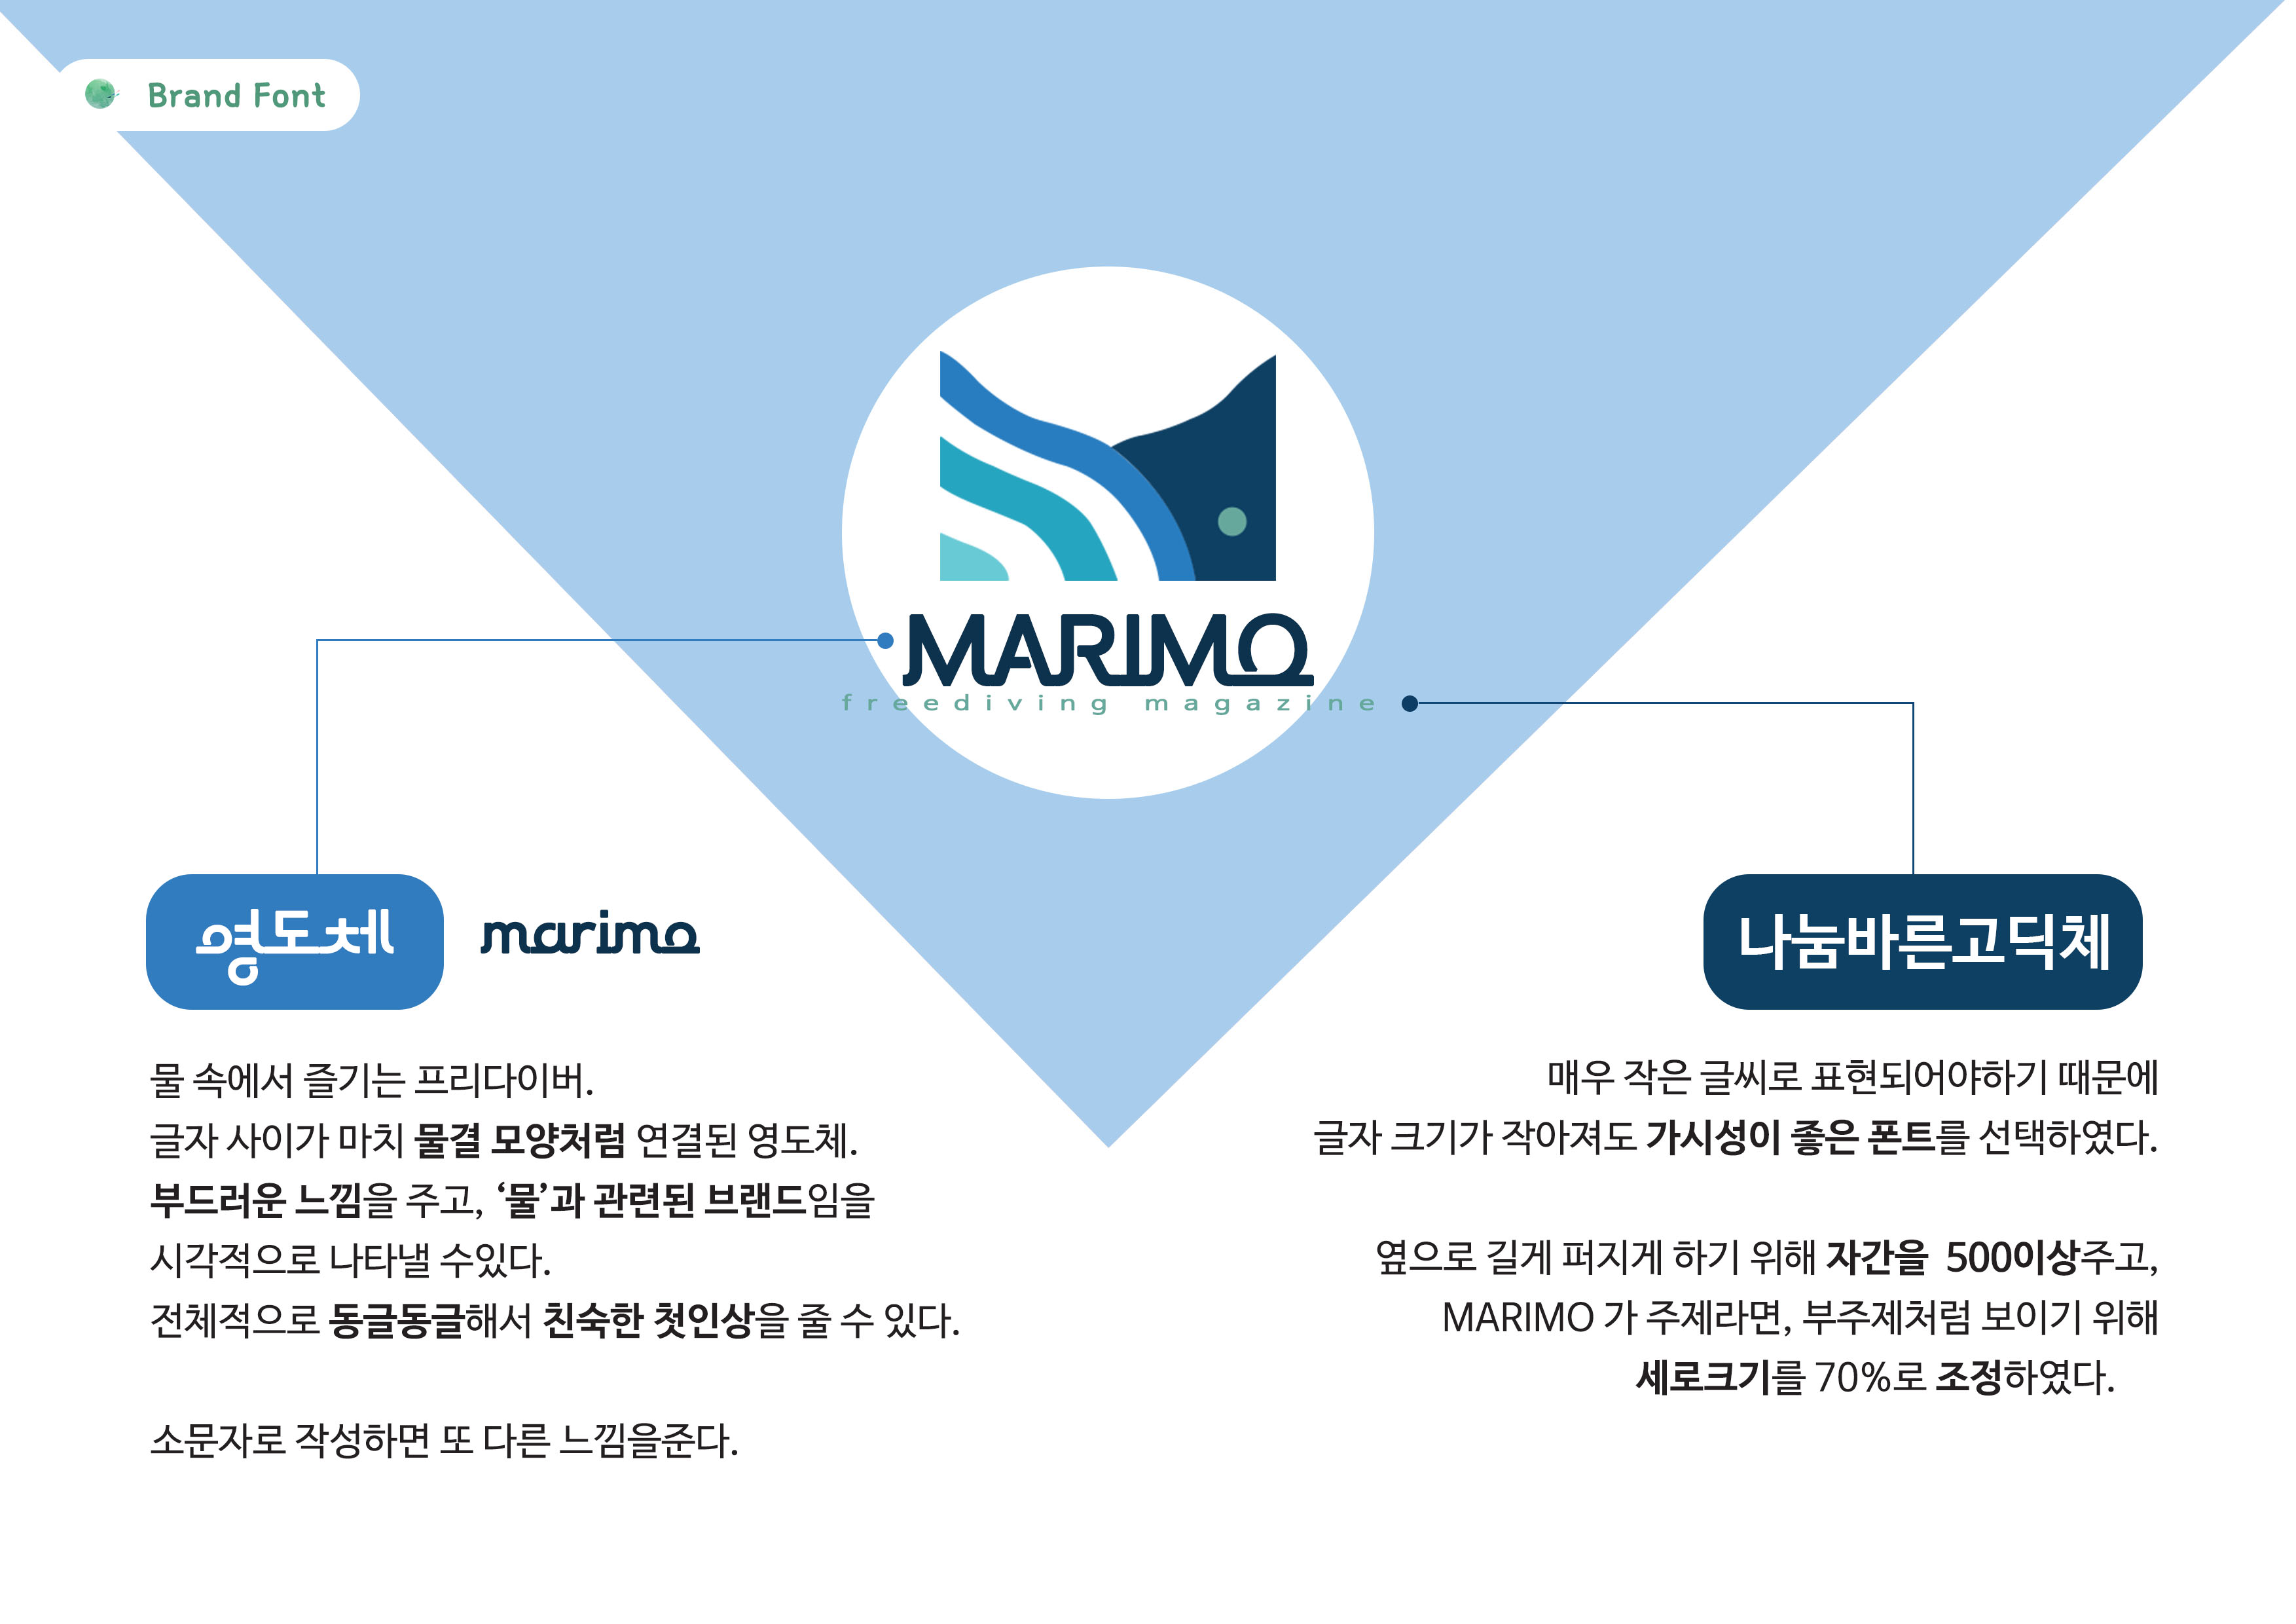 Brand Font
MARIMO
freediving magazine
영도체
marimo
물 속에서 즐기는 프리다이버.
글자 사이가 마치 물결 모양처럼 연결된 영도체.
부드러운 느낌을 주고, ‘물’과 관련된 브랜드임을
시각적으로 나타낼 수있다.
전체적으로 동글동글해서 친숙한 첫인상을 줄 수 있다.
소문자로 작성하면 또 다른 느낌을준다.
나눔바른고딕체
매우 작은 글씨로 표현되어야하기 때문에
글자 크기가 작아져도 가시성이 좋은 폰트를 선택하였다.
옆으로 길게 퍼지게 하기 위해 자간을 500이상주고,
MARIMO 가 주제라면, 부주제처럼 보이기 위해
세로크기를 70%로 조정하였다.